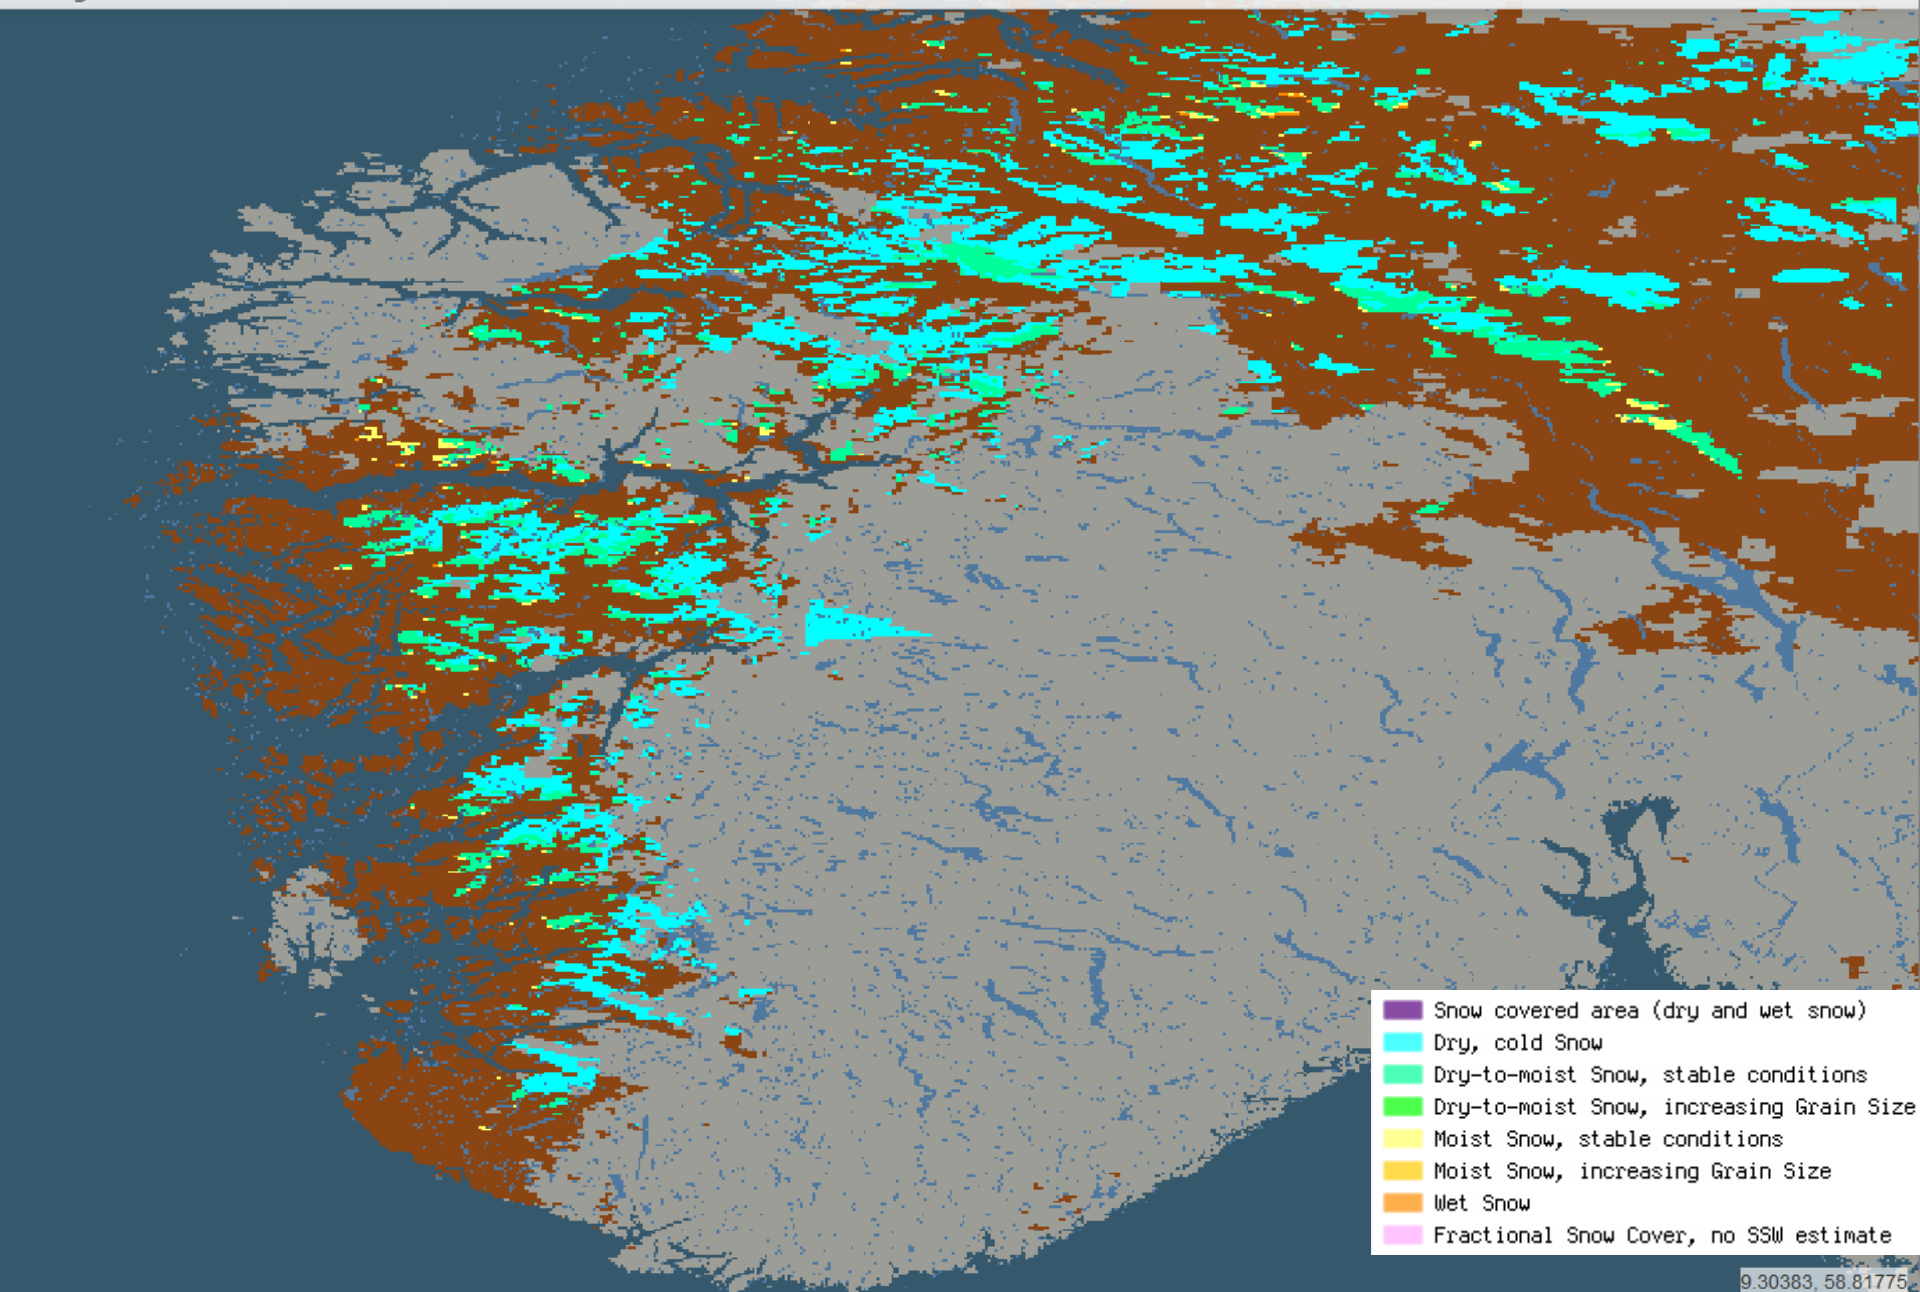 Snow covered area (dry and wet snow)
Dry, cold Snow
Dry-to-moist Snow, stable conditions
Dry-to-moist Snow, increasing Grain Size
Moist Snow, stable conditions
Moist Snow, increasing Grain Size
Wet Snow
Fractional Snow Cover, no SSW estimate
9.30383, 58.81775